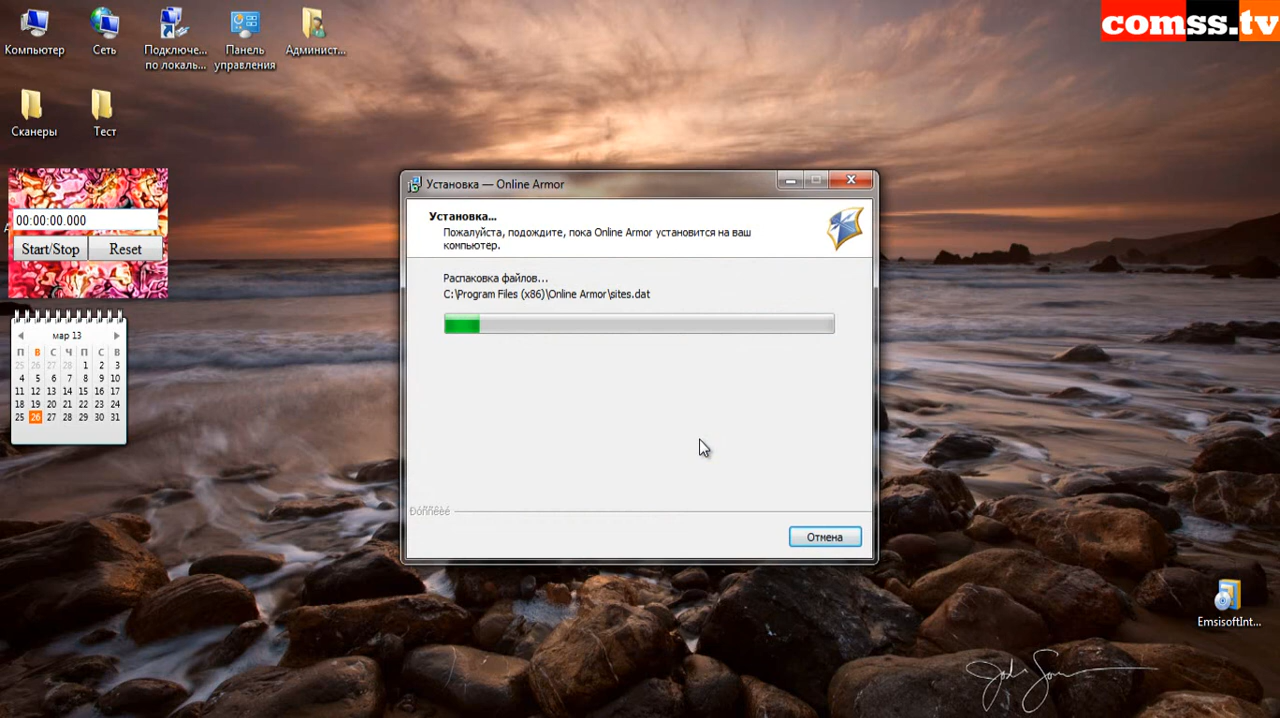 comss.tv
Компьютер
Сеть
Подключе...
по локаль...
Панель
управления
Админист...
Сканеры
Тест
00:00:00.000
Start/Stop
Reset
мар 13
П В С Ч П С В
25 26 27 28 1 2 3
4 5 6 7 8 9 10
11 12 13 14 15 16 17
18 19 20 21 22 23 24
25 26 27 28 29 30 31
Установка — Online Armor
Установка...
Пожалуйста, подождите, пока Online Armor установится на ваш
компьютер.
Распаковка файлов...
C:\Program Files (x86)\Online Armor\sites.dat
Отмена
EmsisoftInt...